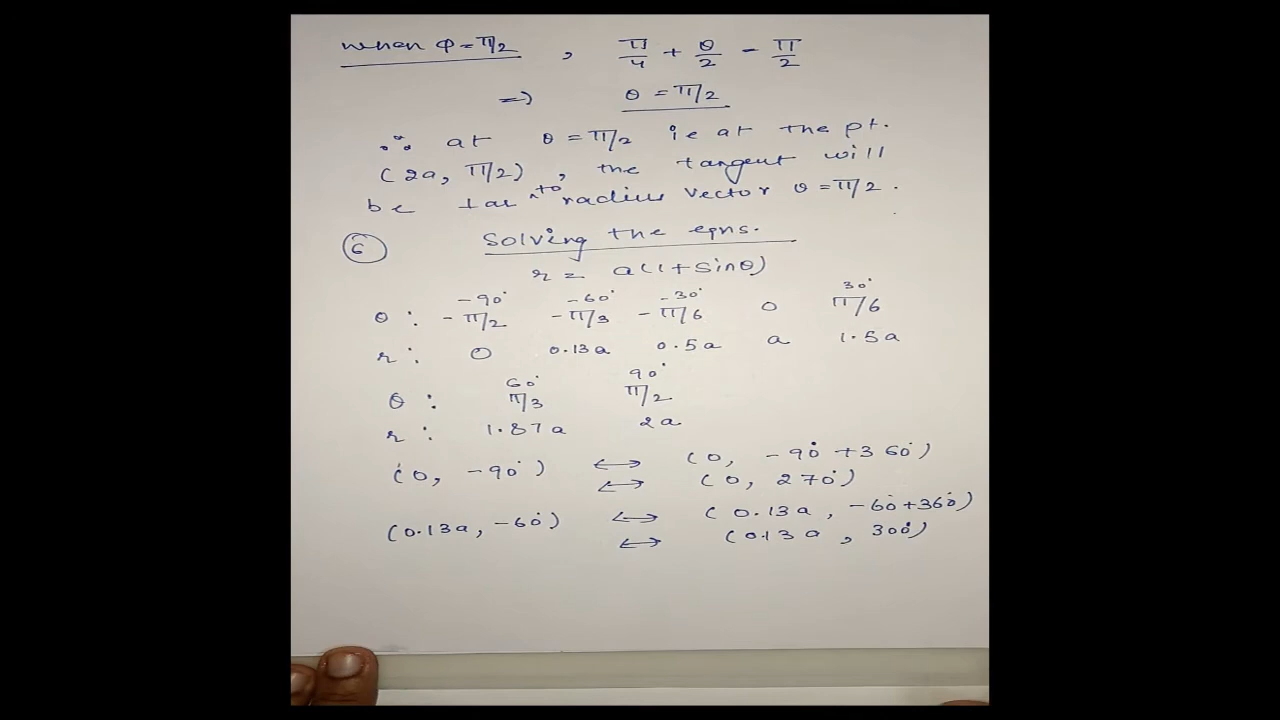 when φ = π/2 , π/4 + θ/2 - π/2
=> θ = π/2
∴ at θ = π/2 ie at the pt.
(2a, π/2) , the tangent will
be ⊥ar to radius vector θ = π/2 .
6 Solving the eqns.
r = a(1 + sinθ)
-90° -60° -30° 30°
θ : -π/2 -π/3 -π/6 0 π/6
r : 0 0.13a 0.5a a 1.5a
60° 90°
θ : π/3 π/2
r : 1.87a 2a
(0, -90°) ↔ (0, -90° + 360°)
↔ (0, 270°)
(0.13a, -60°) ↔ (0.13a, -60° + 360°)
↔ (0.13a, 300°)